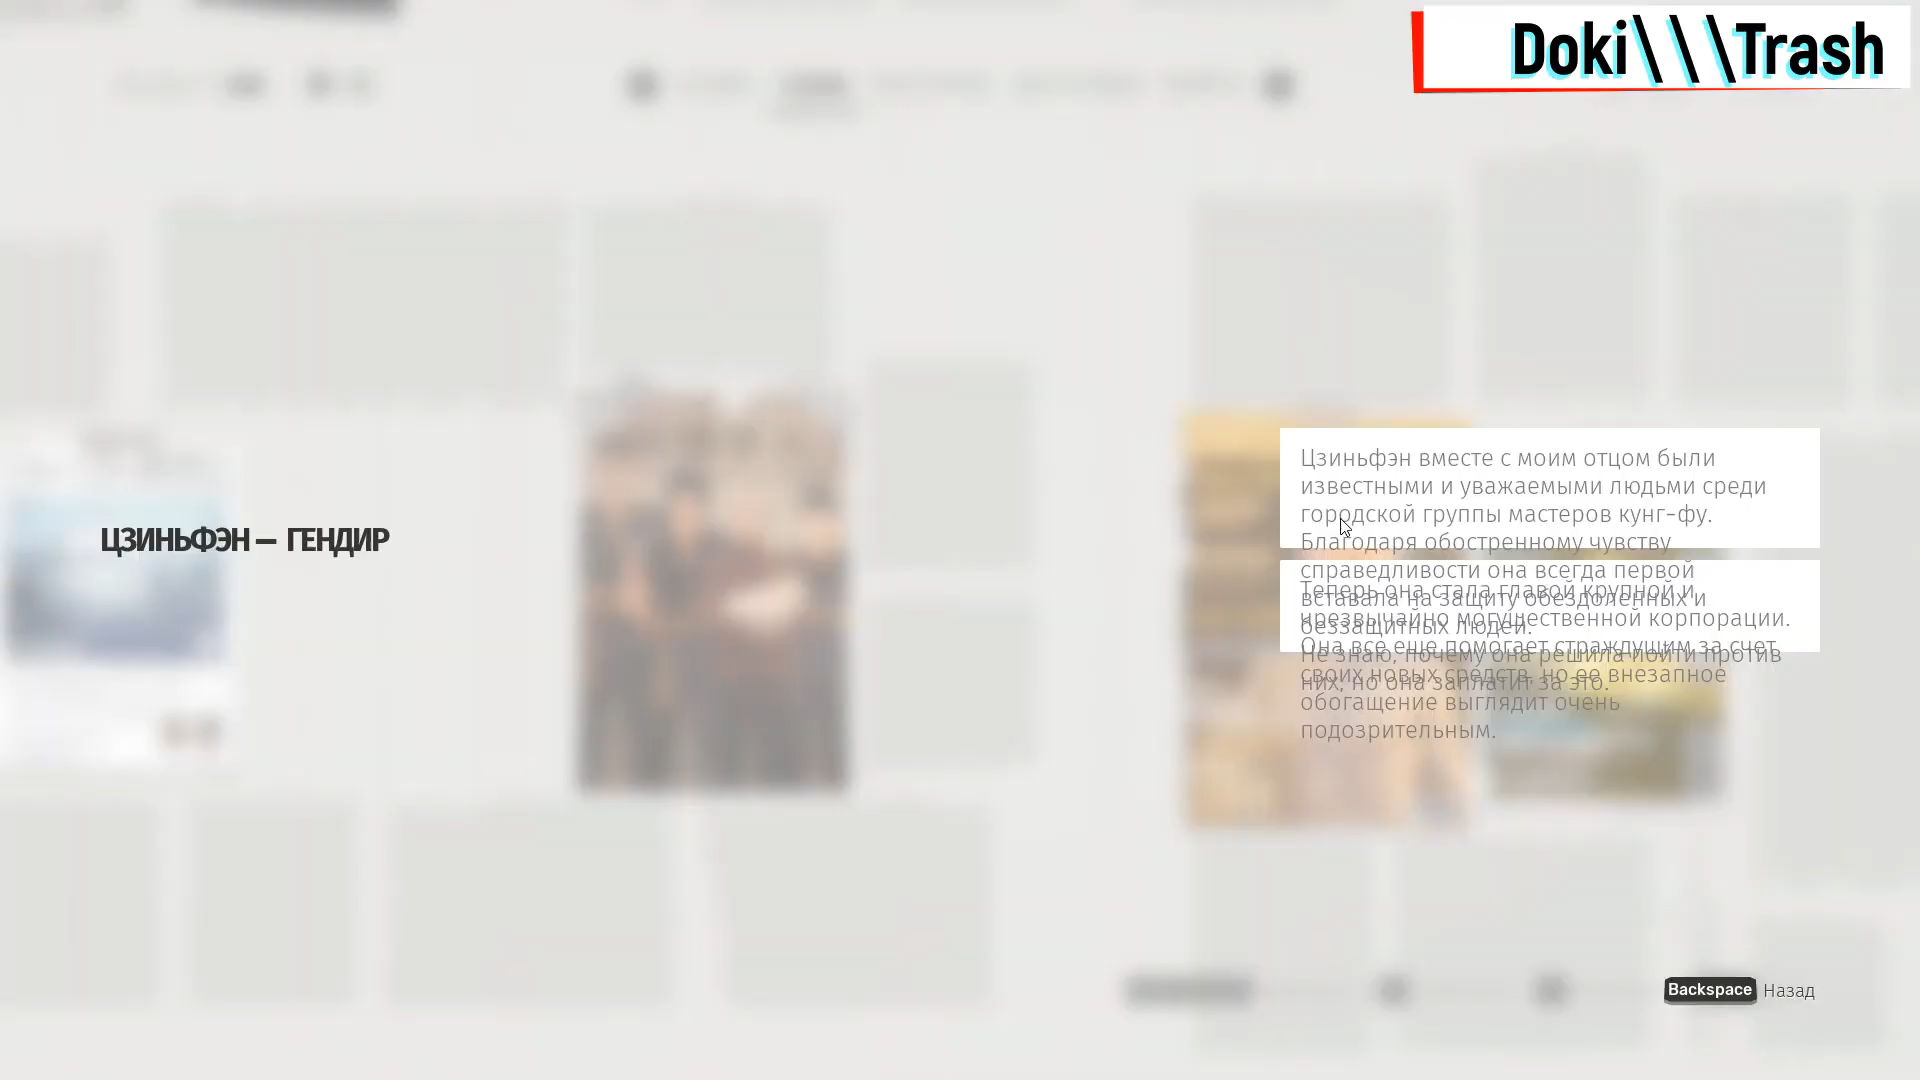 Doki\\\Trash
ЦЗИНЬФЭН — ГЕНДИР
Цзиньфэн вместе с моим отцом были
известными и уважаемыми людьми среди
городской группы мастеров кунг-фу.
Благодаря обостренному чувству
справедливости она всегда первой
вставала на защиту обездоленных и
беззащитных людей.
Не знаю, почему она решила пойти против
них, но она заплатит за это.
Теперь она стала главой крупной и
чрезвычайно могущественной корпорации.
Она все еще помогает страждущим за счет
своих новых средств, но ее внезапное
обогащение выглядит очень
подозрительным.
Backspace Назад